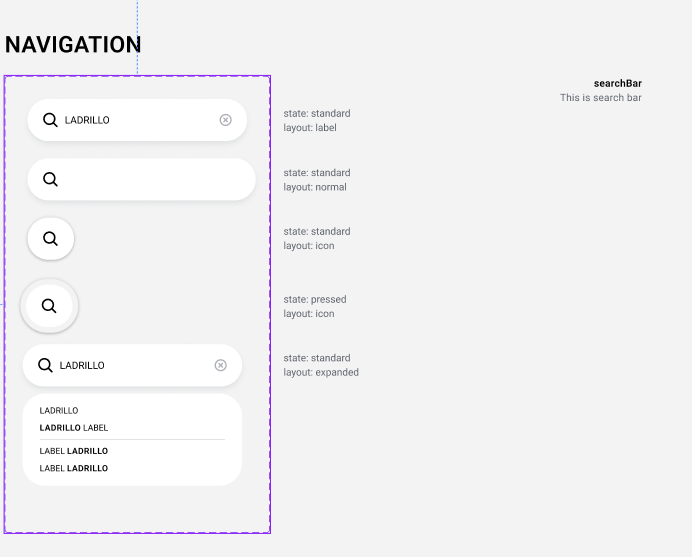 NAVIGATION
searchBar
This is search bar
LADRILLO
state: standard
layout: label
state: standard
layout: normal
state: standard
layout: icon
state: pressed
layout: icon
LADRILLO
state: standard
layout: expanded
LADRILLO
LADRILLO LABEL
LABEL LADRILLO
LABEL LADRILLO